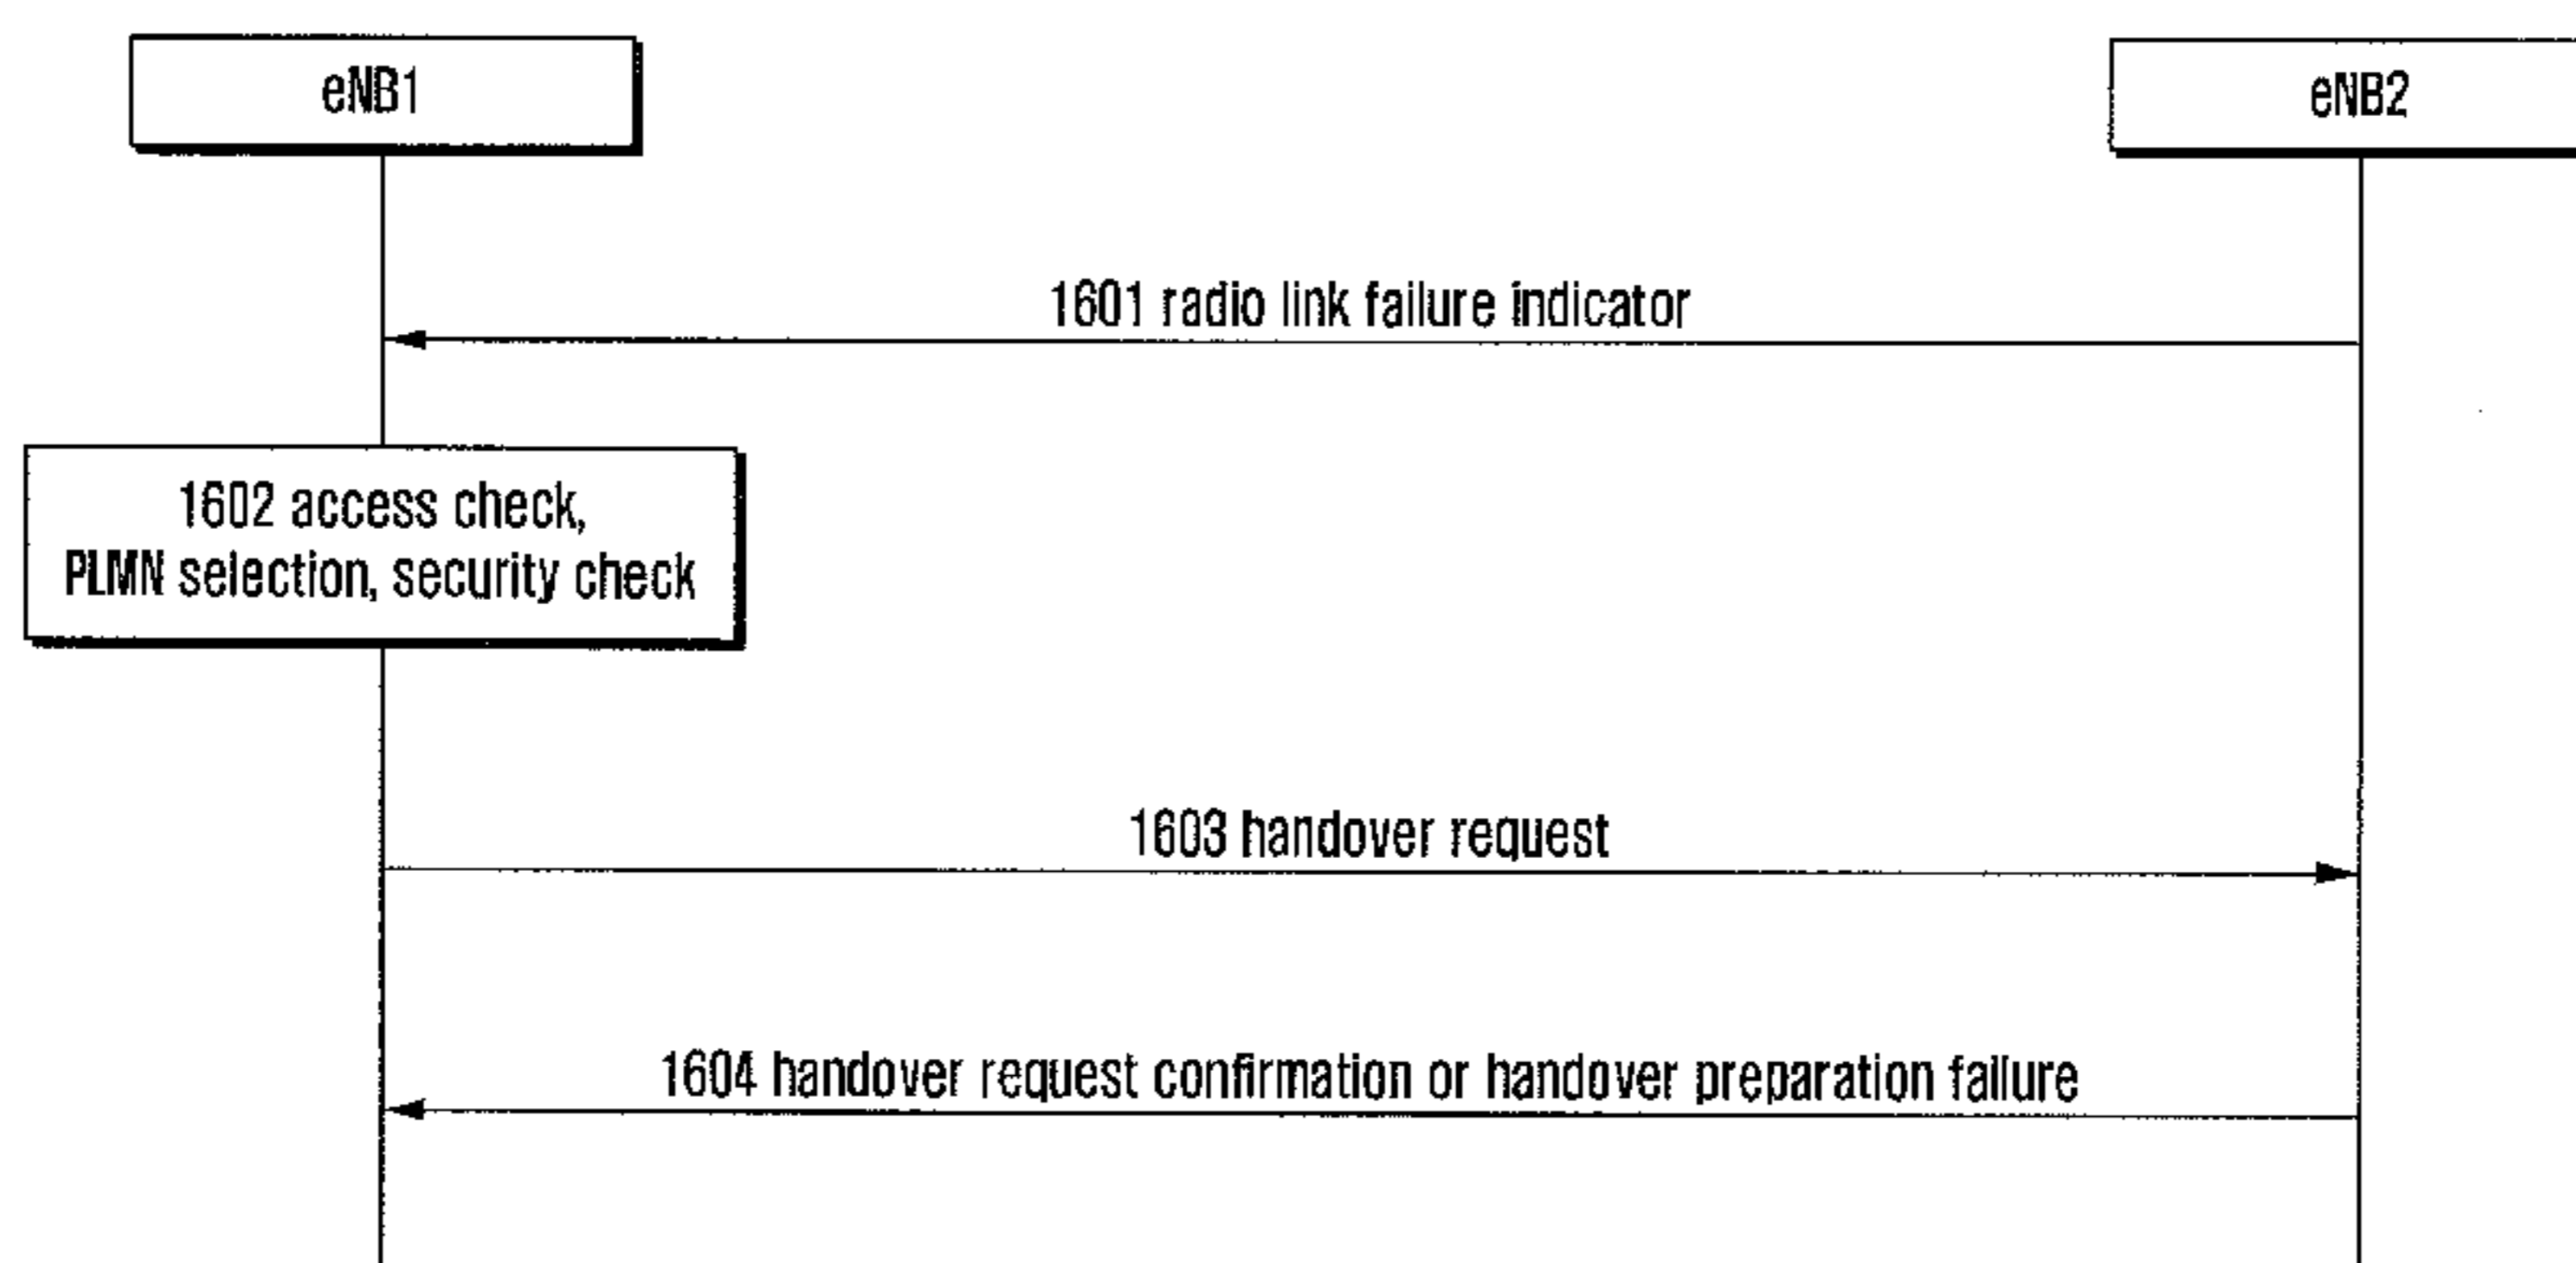 eNB1
eNB2
1601 radio link failure indicator
1602 access check,
PLMN selection, security check
1603 handover request
1604 handover request confirmation or handover preparation failure